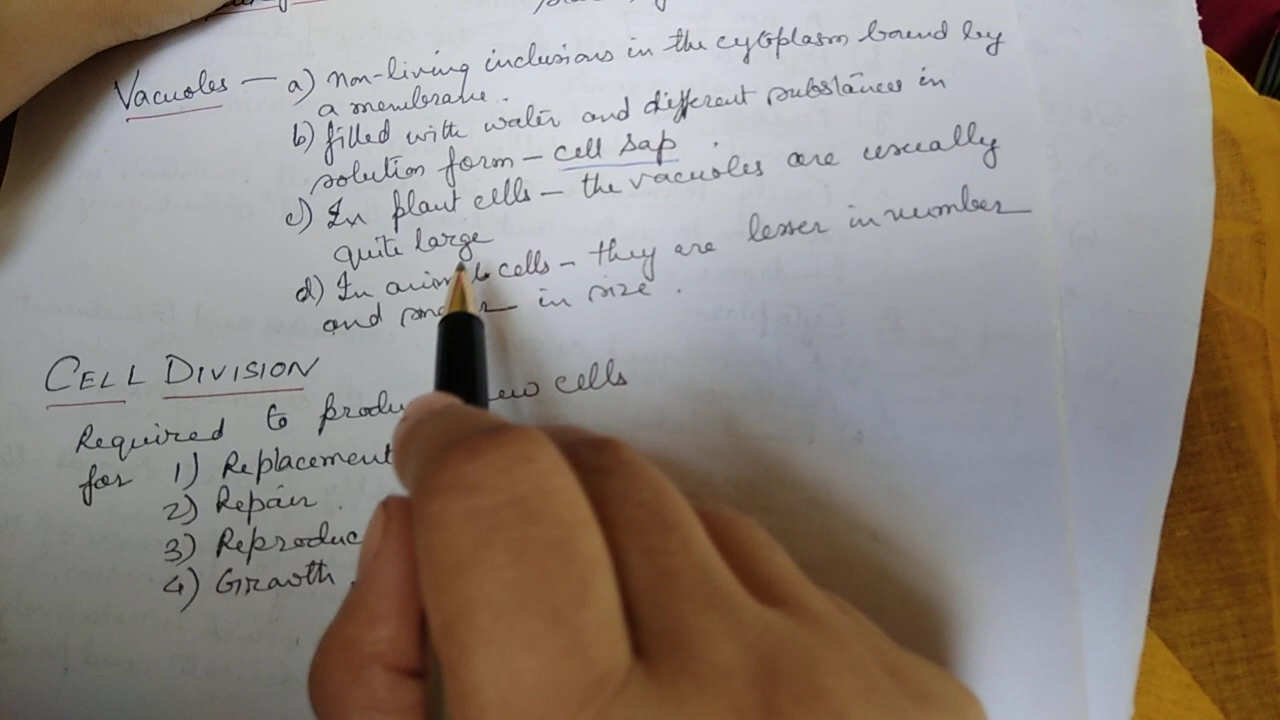 Vacuoles — a) non-living inclusions in the cytoplasm bound by
a membrane.
b) filled with water and different substances in
solution form – cell sap.
c) In plant cells – the vacuoles are usually
quite large
d) In cells – they are lesser in number
and in size.
CELL DIVISION
Required to cells
for 1) Replacement
2) Repair.
3)
4) Growth.